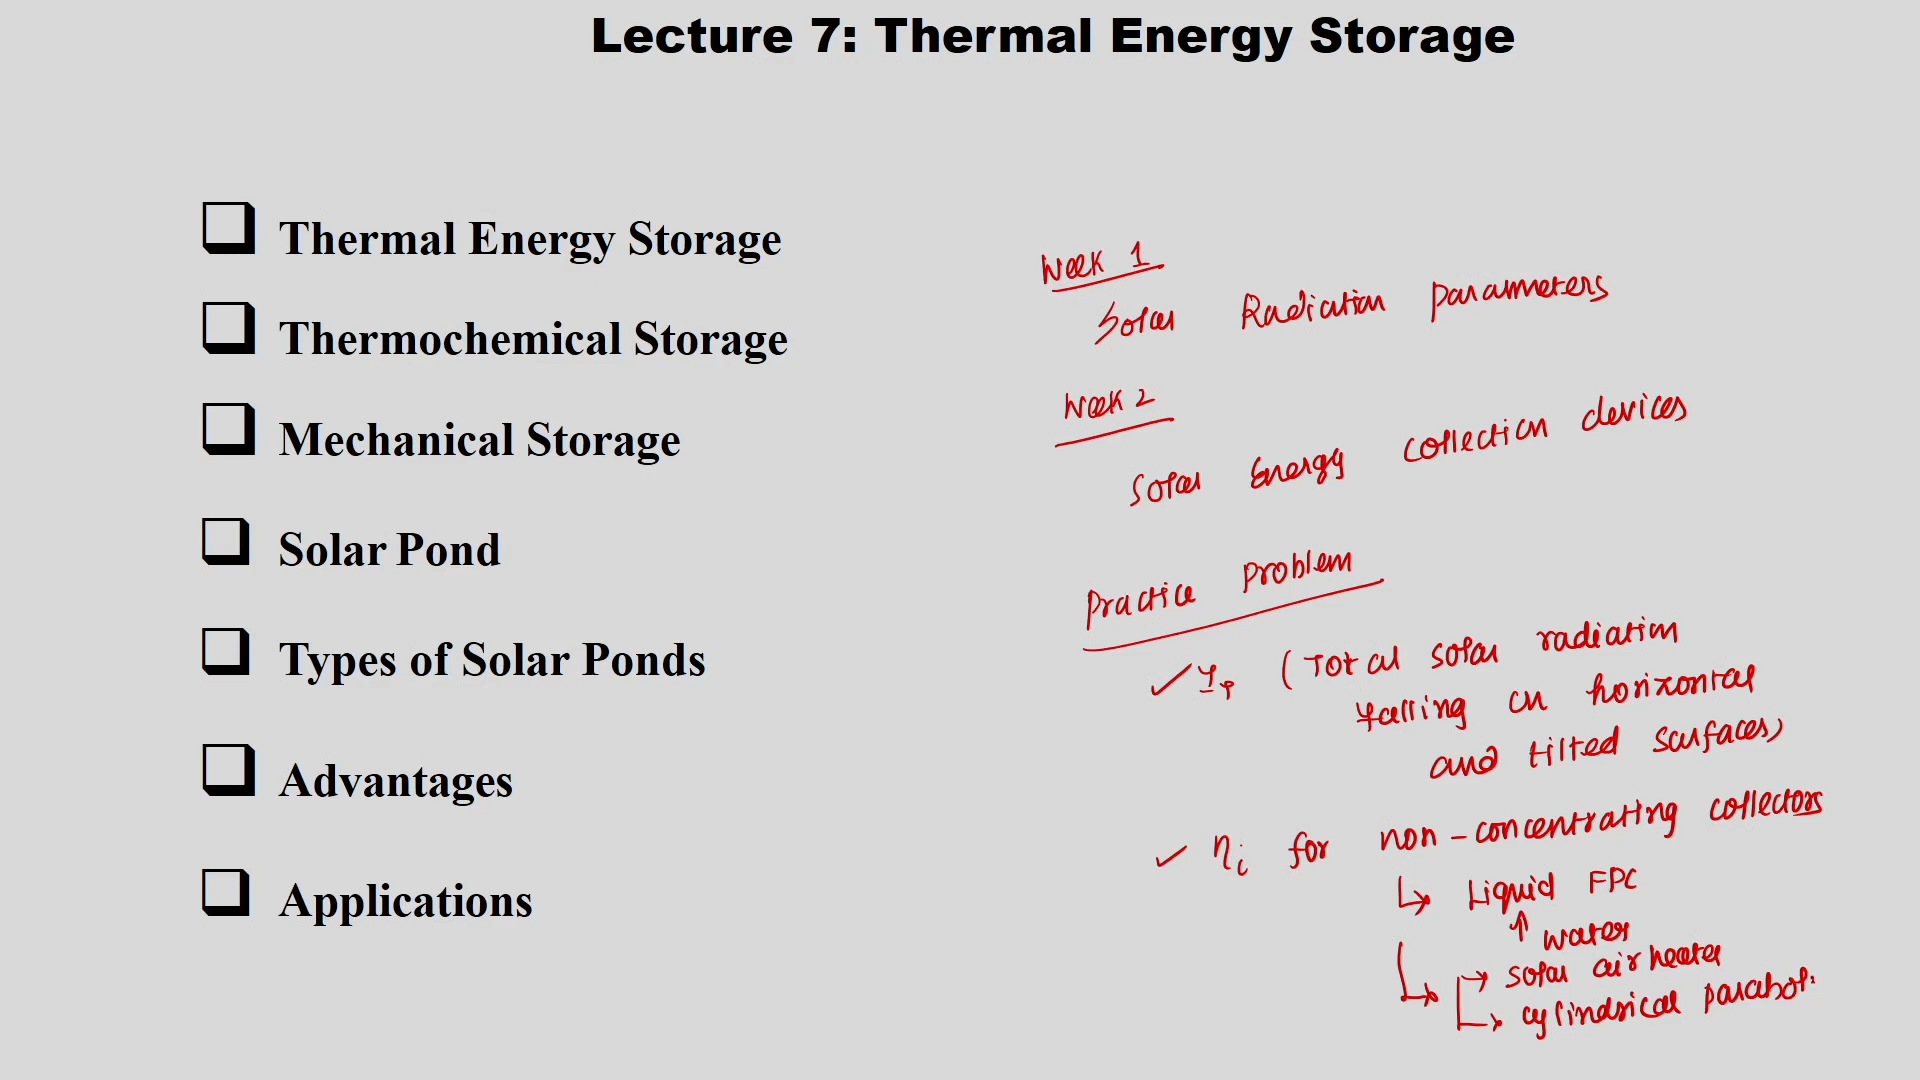 Lecture 7: Thermal Energy Storage
Thermal Energy Storage
Thermochemical Storage
Mechanical Storage
Solar Pond
Types of Solar Ponds
Advantages
Applications
Week 1
Solar Radiation parameters
Week 2
Solar Energy collection devices
Practice Problem
(Total solar radiation
falling on horizontal
and tilted surfaces)
ηi for non-concentrating collectors
Liquid FPC
water
solar air heater
cylindrical parabol.